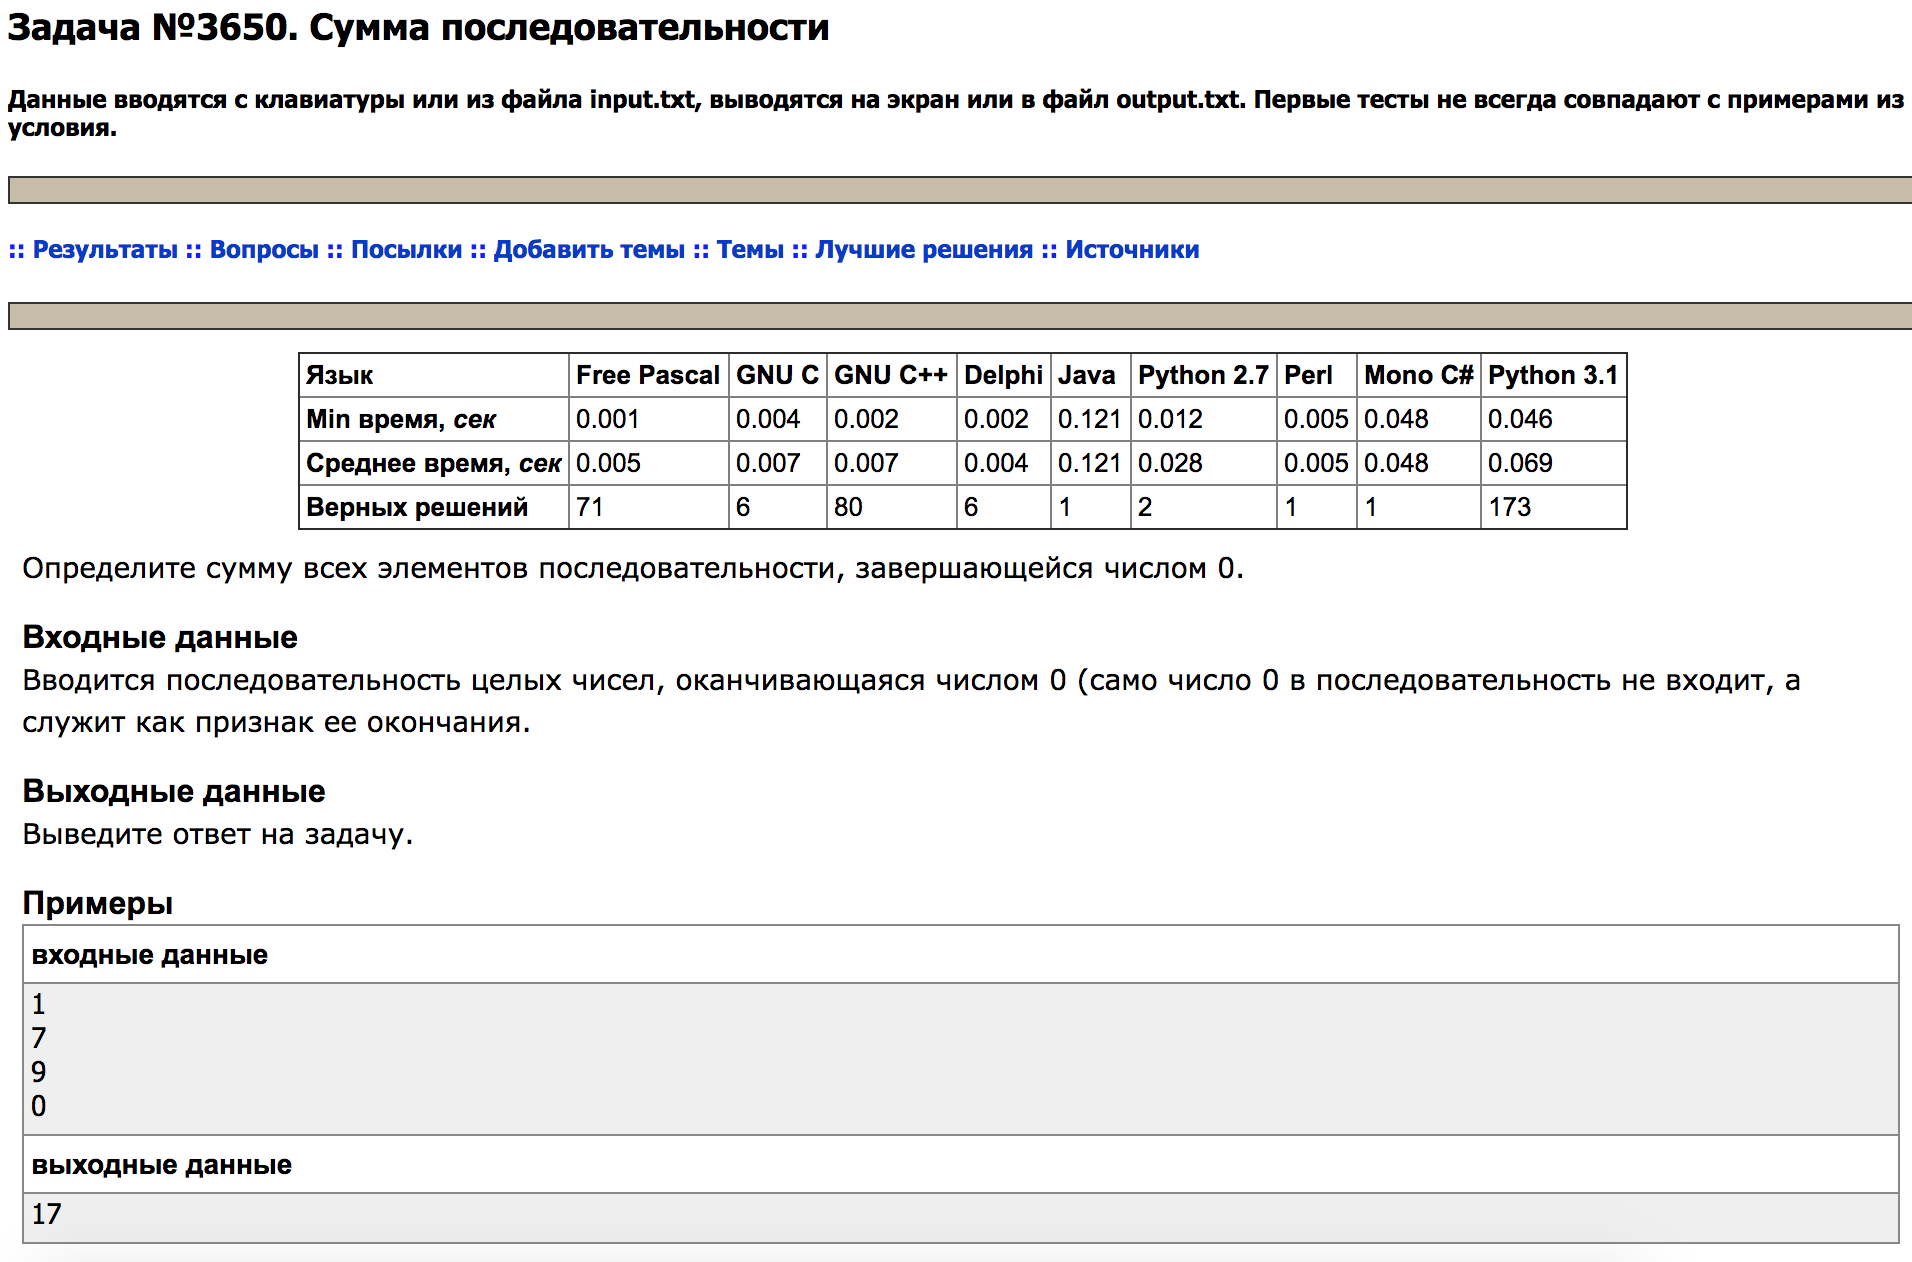 Задача №3650. Сумма последовательности
Данные вводятся с клавиатуры или из файла input.txt, выводятся на экран или в файл output.txt. Первые тесты не всегда совпадают с примерами из
условия.
:: Результаты :: Вопросы :: Посылки :: Добавить темы :: Темы :: Лучшие решения :: Источники
Язык Free Pascal GNU C GNU C++ Delphi Java Python 2.7 Perl Mono C# Python 3.1
Min время, сек 0.001 0.004 0.002 0.002 0.121 0.012 0.005 0.048 0.046
Среднее время, сек 0.005 0.007 0.007 0.004 0.121 0.028 0.005 0.048 0.069
Верных решений 71 6 80 6 1 2 1 1 173
Определите сумму всех элементов последовательности, завершающейся числом 0.
Входные данные
Вводится последовательность целых чисел, оканчивающаяся числом 0 (само число 0 в последовательность не входит, а
служит как признак ее окончания.
Выходные данные
Выведите ответ на задачу.
Примеры
входные данные
1
7
9
0
выходные данные
17